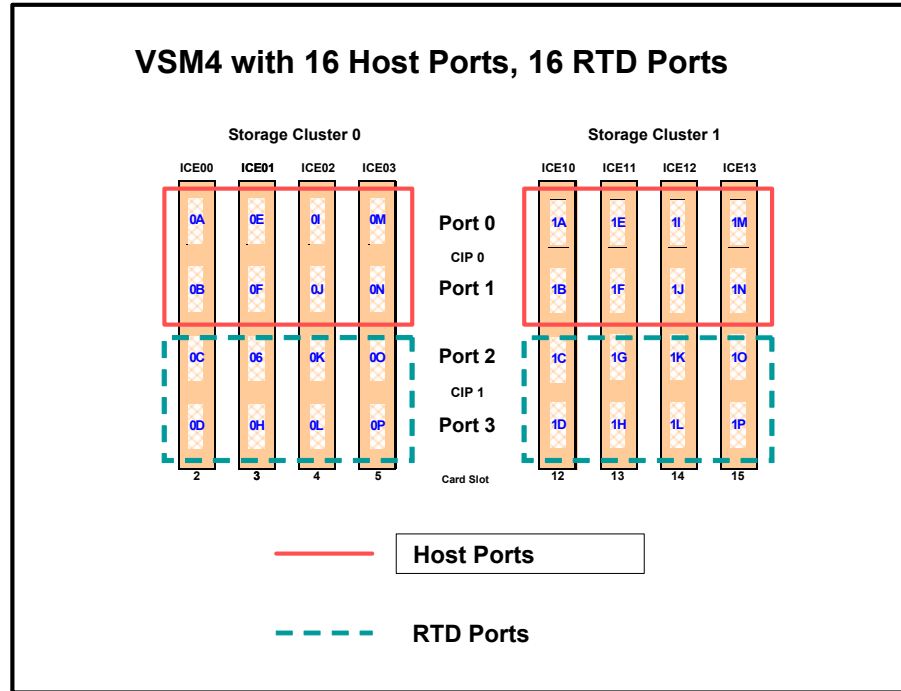 VSM4 with 16 Host Ports, 16 RTD Ports
Storage Cluster 0 Storage Cluster 1
ICE00 ICE01 ICE02 ICE03 ICE10 ICE11 ICE12 ICE13
0A 0E 0I 0M Port 0 1A 1E 1I 1M
CIP 0
0B 0F 0J 0N Port 1 1B 1F 1J 1N
0C 06 0K 0O Port 2 1C 1G 1K 1O
CIP 1
0D 0H 0L 0P Port 3 1D 1H 1L 1P
2 3 4 5 Card Slot 12 13 14 15
Host Ports
RTD Ports